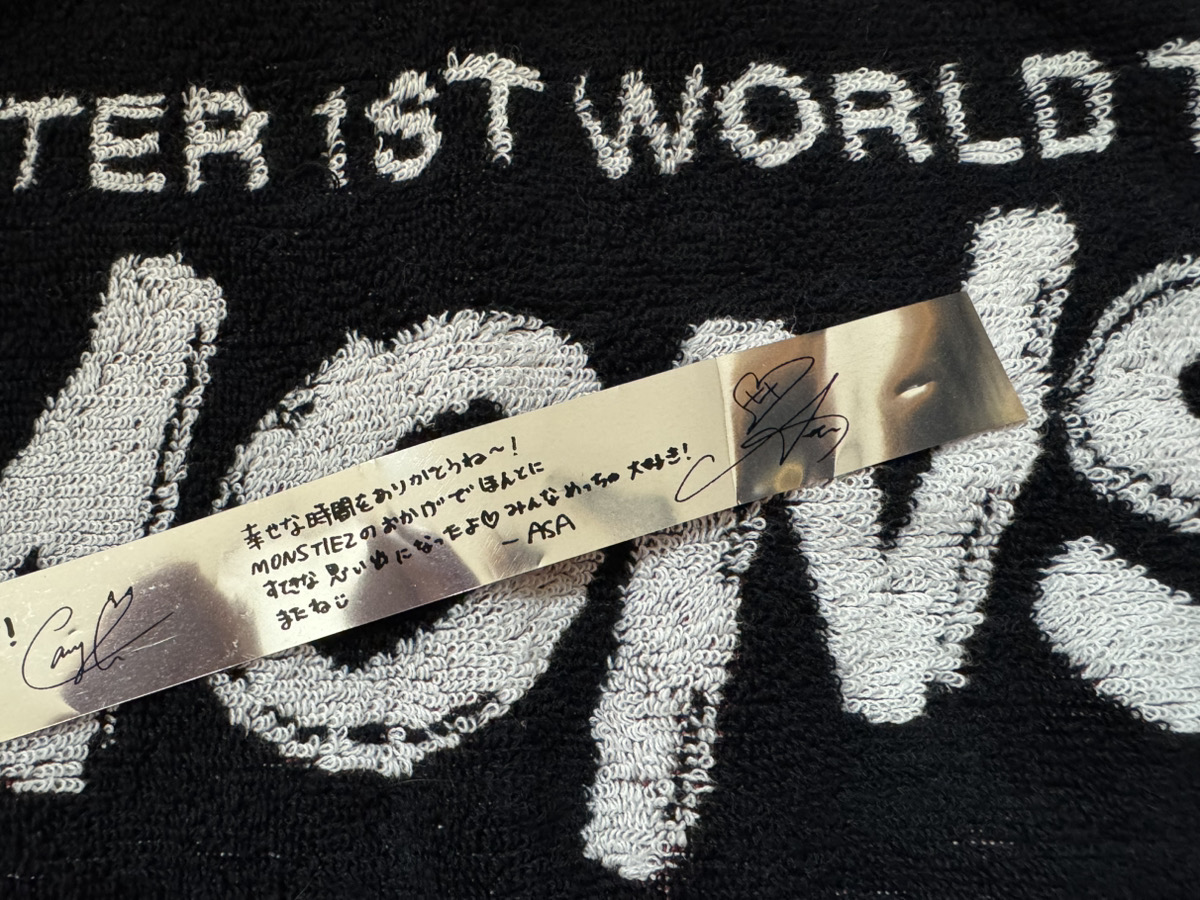 TER 1ST WORLD T
MONS
幸せな時間をありがとうね〜!
MONSTIEZのおかげでほんとに
すてきな思い出になったよ♡みんなめっちゃ大好き!
またね
- ASA
!